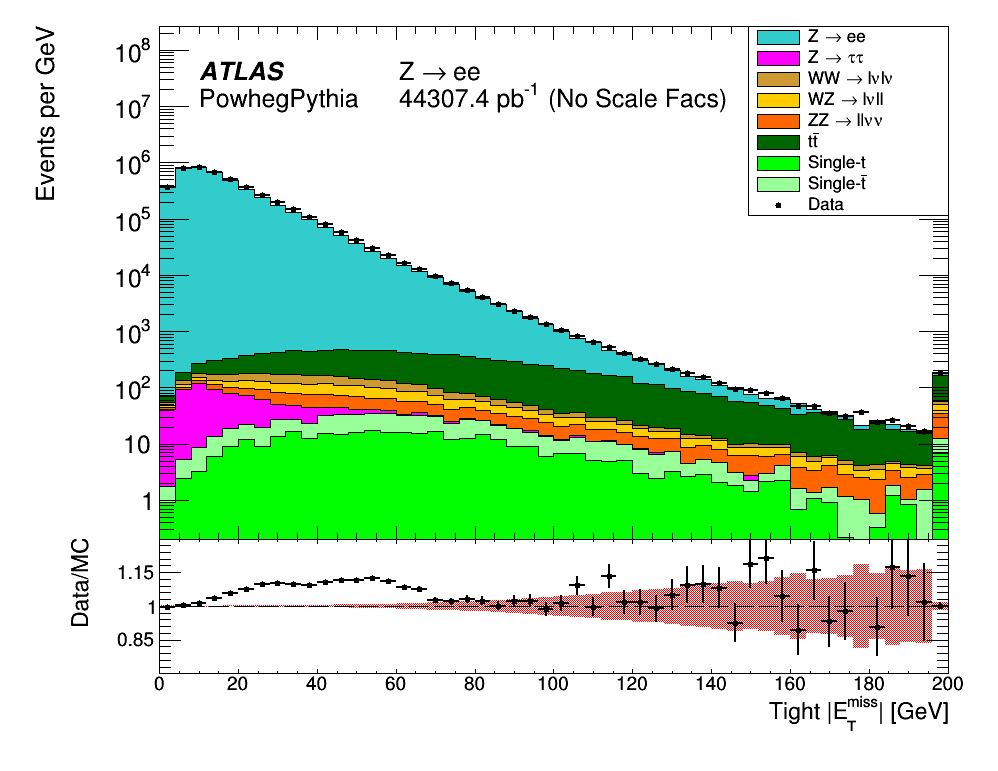 Events per GeV
10⁸
10⁷
10⁶
10⁵
10⁴
10³
10²
10
1
ATLAS
PowhegPythia
Z → ee
44307.4 pb⁻¹ (No Scale Facs)
Z → ee
Z → ττ
WW → lνlν
WZ → lνll
ZZ → llνν
tt̄
Single-t
Single-t̄
Data
Data/MC
1.15
1
0.85
0 20 40 60 80 100 120 140 160 180 200
Tight |E_T^miss| [GeV]